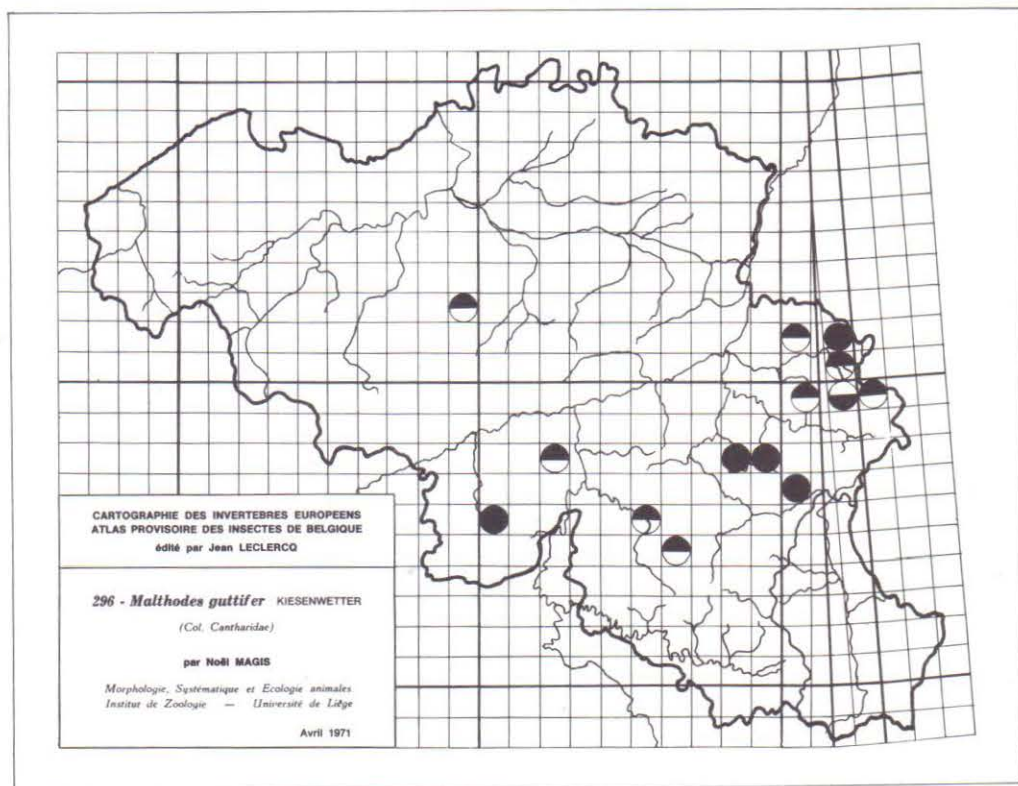 CARTOGRAPHIE DES INVERTEBRES EUROPEENS
ATLAS PROVISOIRE DES INSECTES DE BELGIQUE
édité par Jean LECLERCQ
296 - Malthodes guttifer KIESENWETTER
(Col. Cantharidae)
par Noël MAGIS
Morphologie, Systématique et Ecologie animales
Institut de Zoologie — Université de Liège
Avril 1971